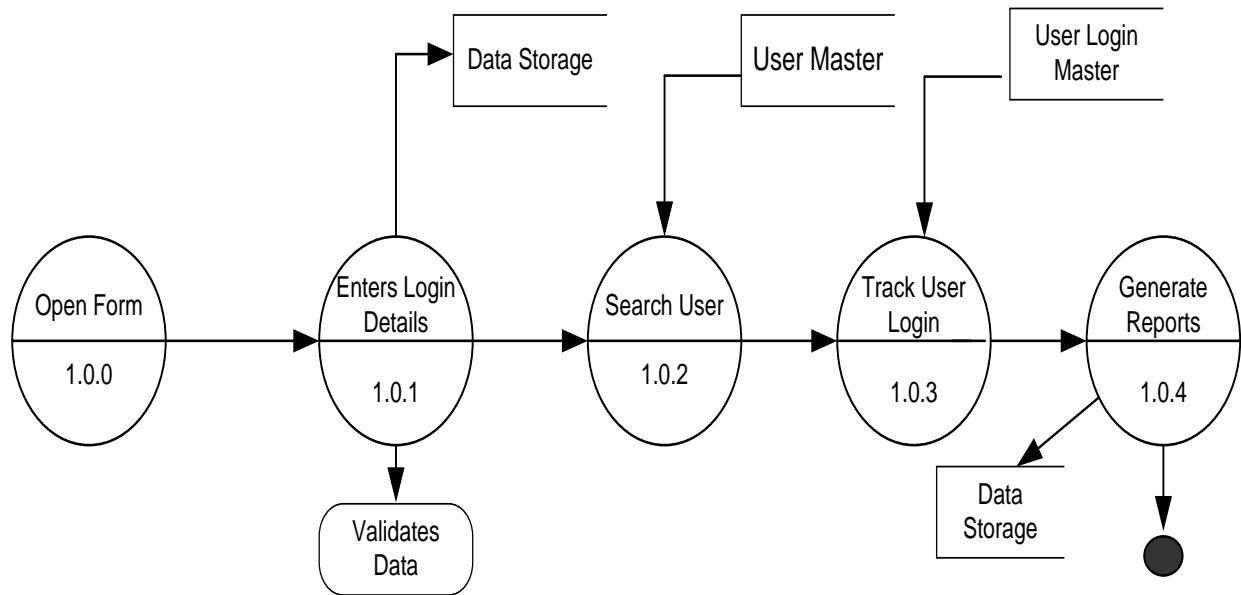 Data Storage
User Master
User Login
Master
Open Form
1.0.0
Enters Login
Details
1.0.1
Search User
1.0.2
Track User
Login
1.0.3
Generate
Reports
1.0.4
Validates
Data
Data
Storage